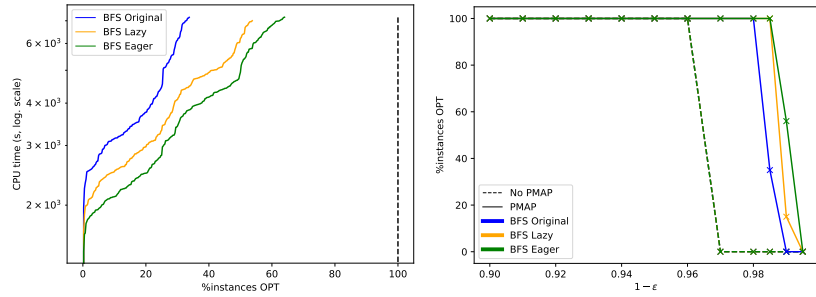 BFS Original
BFS Lazy
BFS Eager
6 × 10³
4 × 10³
3 × 10³
2 × 10³
CPU time (s, log. scale)
0 20 40 60 80 100
%instances OPT
100
80
60
40
20
0
%instances OPT
No PMAP
PMAP
BFS Original
BFS Lazy
BFS Eager
0.90 0.92 0.94 0.96 0.98
1 − ε